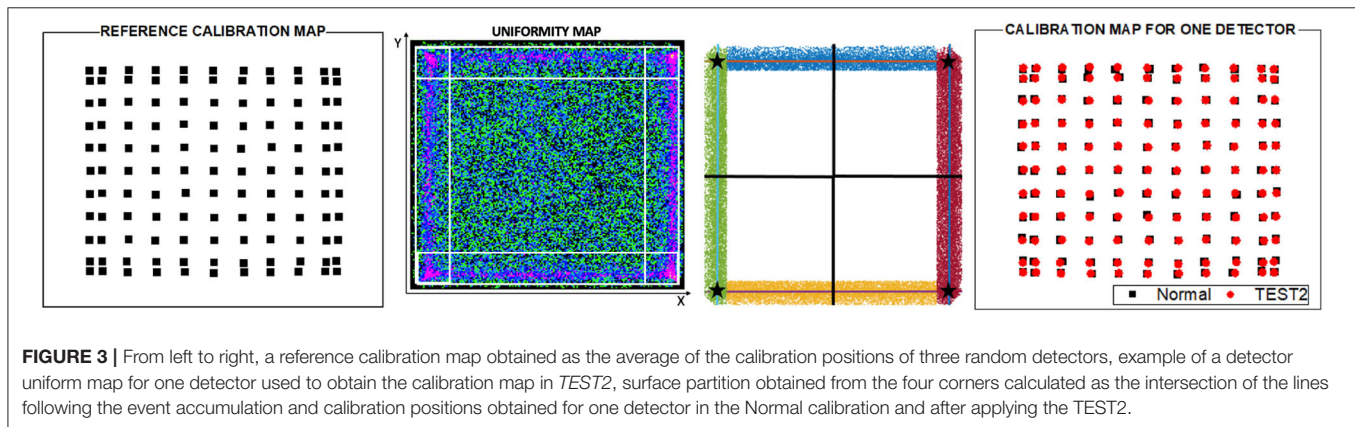 REFERENCE CALIBRATION MAP
UNIFORMITY MAP
Y
X
CALIBRATION MAP FOR ONE DETECTOR
Normal TEST2
FIGURE 3 | From left to right, a reference calibration map obtained as the average of the calibration positions of three random detectors, example of a detector
uniform map for one detector used to obtain the calibration map in TEST2, surface partition obtained from the four corners calculated as the intersection of the lines
following the event accumulation and calibration positions obtained for one detector in the Normal calibration and after applying the TEST2.